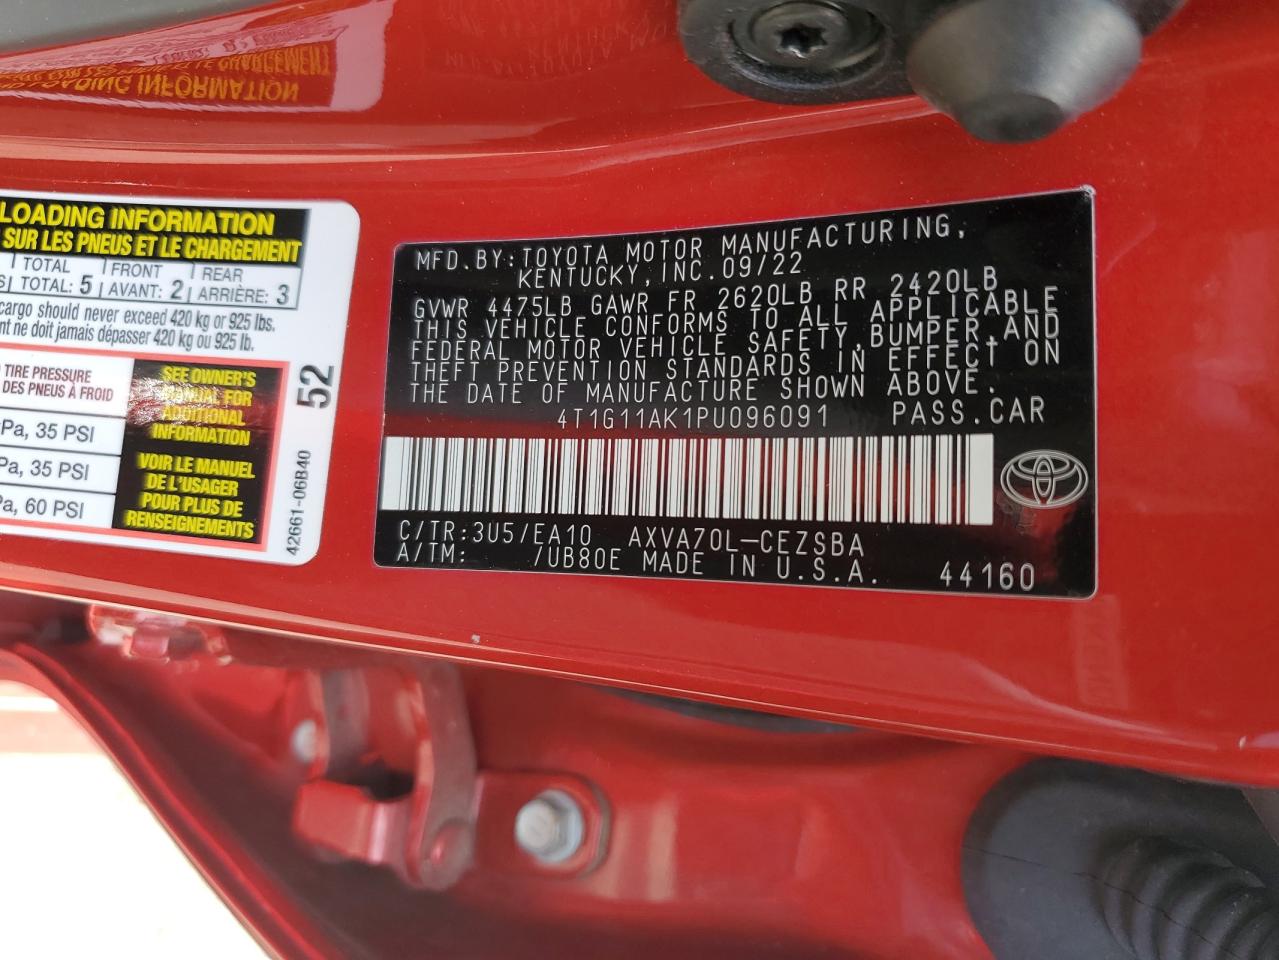 LOADING INFORMATION
SUR LES PNEUS ET LE CHARGEMENT
TOTAL FRONT REAR
TOTAL: 5 AVANT: 2 ARRIÈRE: 3
cargo should never exceed 420 kg or 925 lbs.
nt ne doit jamais dépasser 420 kg ou 925 lb.
TIRE PRESSURE
DES PNEUS À FROID
Pa, 35 PSI
Pa, 35 PSI
Pa, 60 PSI
SEE OWNER'S
MANUAL FOR
ADDITIONAL
INFORMATION
VOIR LE MANUEL
DE L'USAGER
POUR PLUS DE
RENSEIGNEMENTS
52
42661-06B40
MFD.BY:TOYOTA MOTOR MANUFACTURING,
KENTUCKY,INC.09/22
GVWR 4475LB GAWR FR 2620LB RR 2420LB
THIS VEHICLE CONFORMS TO ALL APPLICABLE
FEDERAL MOTOR VEHICLE SAFETY,BUMPER,AND
THEFT PREVENTION STANDARDS IN EFFECT ON
THE DATE OF MANUFACTURE SHOWN ABOVE.
4T1G11AK1PU096091 PASS.CAR
C/TR:3U5/EA10 AXVA70L-CEZSBA
A/TM: /UB80E MADE IN U.S.A. 44160